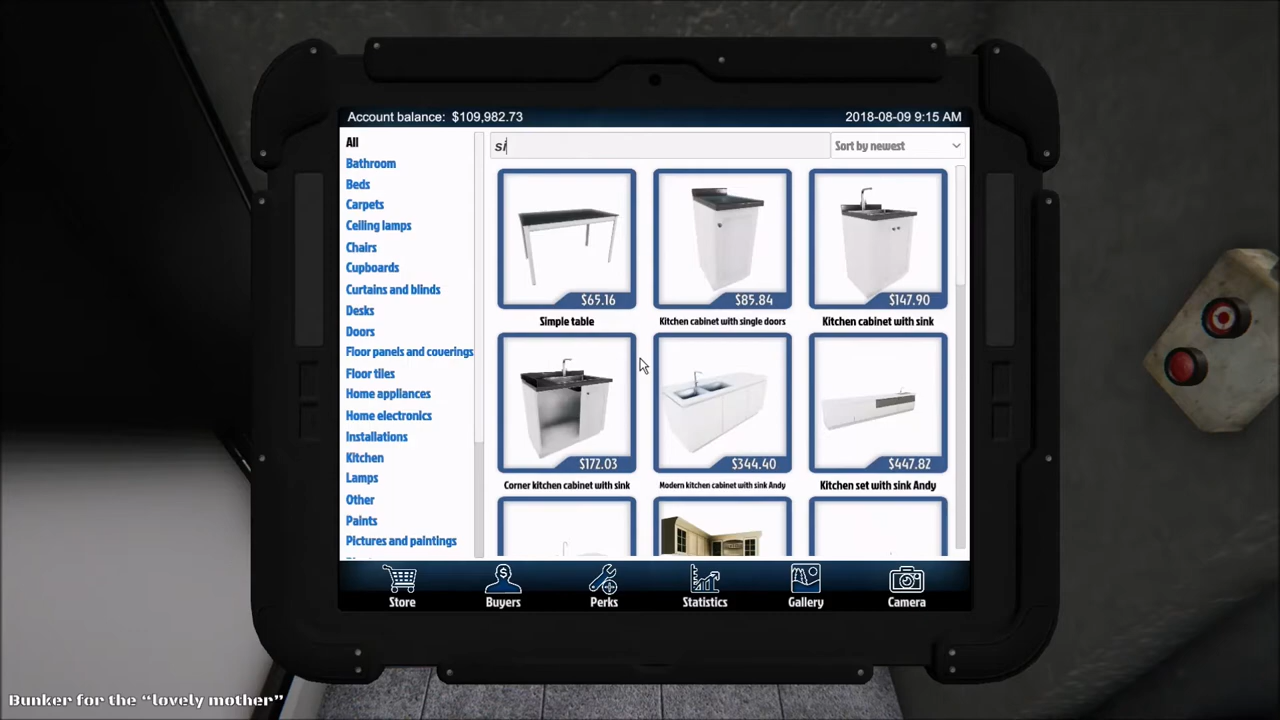 Account balance: $109,982.73
2018-08-09 9:15 AM
All
Bathroom
Beds
Carpets
Ceiling lamps
Chairs
Cupboards
Curtains and blinds
Desks
Doors
Floor panels and coverings
Floor tiles
Home appliances
Home electronics
Installations
Kitchen
Lamps
Other
Paints
Pictures and paintings
si
Sort by newest
$65.16
$85.84
$147.90
Simple table
Kitchen cabinet with single doors
Kitchen cabinet with sink
$172.03
$344.40
$447.82
Corner kitchen cabinet with sink
Modern kitchen cabinet with sink Andy
Kitchen set with sink Andy
Store
Buyers
Perks
Statistics
Gallery
Camera
Bunker for the “lovely mother”